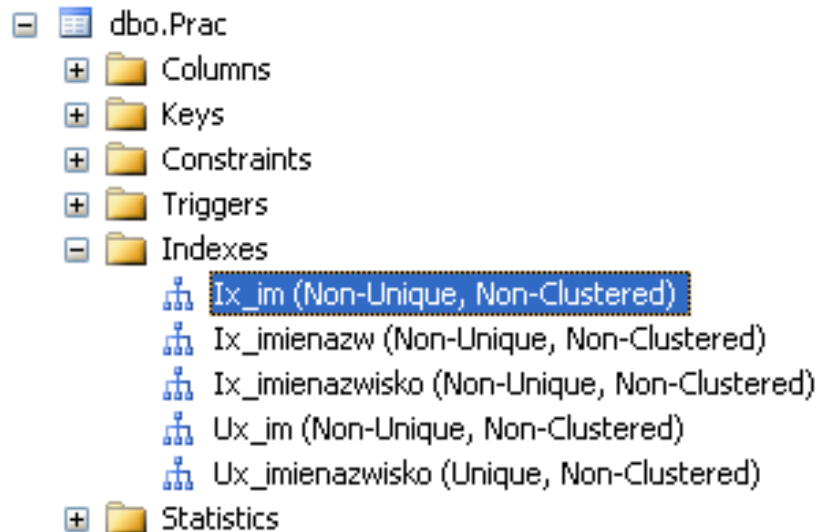 dbo.Prac
Columns
Keys
Constraints
Triggers
Indexes
Ix_im (Non-Unique, Non-Clustered)
Ix_imienazw (Non-Unique, Non-Clustered)
Ix_imienazwisko (Non-Unique, Non-Clustered)
Ux_im (Non-Unique, Non-Clustered)
Ux_imienazwisko (Unique, Non-Clustered)
Statistics